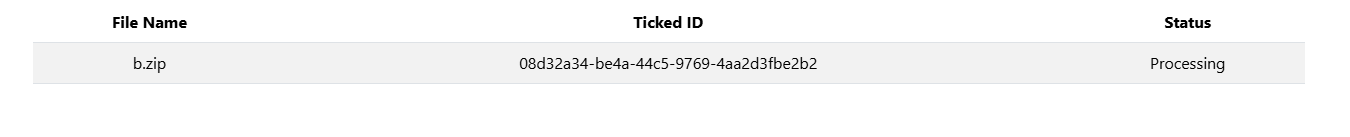 File Name Ticked ID Status
b.zip 08d32a34-be4a-44c5-9769-4aa2d3fbe2b2 Processing